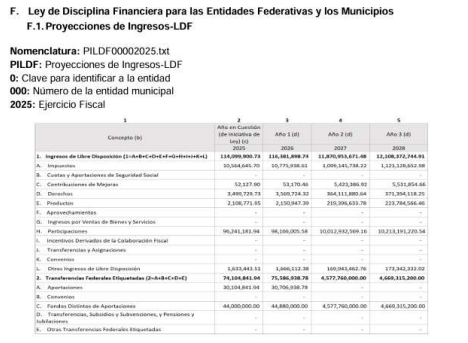 F. Ley de Disciplina Financiera para las Entidades Federativas y los Municipios
F.1. Proyecciones de Ingresos-LDF
Nomenclatura: PILDF00002025.txt
PILDF: Proyecciones de Ingresos-LDF
0: Clave para identificar a la entidad
000: Número de la entidad municipal
2025: Ejercicio Fiscal
1 2 3 4 5
Concepto (b) Año en Cuestión (de iniciativa de Ley) (c) Año 1 (d) Año 2 (d) Año 3 (d)
2025 2026 2027 2028
1. Ingresos de Libre Disposición (1=A+B+C+D+E+F+G+H+I+J+K+L) 114,099,900.73 116,381,898.74 11,870,953,671.48 12,108,372,744.91
A. Impuestos 10,564,645.70 10,775,938.61 1,099,145,738.22 1,121,128,652.98
B. Cuotas y Aportaciones de Seguridad Social - - - -
C. Contribuciones de Mejoras 52,127.90 53,170.46 5,423,386.92 5,531,854.66
D. Derechos 3,499,729.73 3,569,724.32 364,111,880.64 371,394,118.25
E. Productos 2,108,771.95 2,150,947.39 219,396,633.78 223,784,566.46
F. Aprovechamientos - - - -
G. Ingresos por Ventas de Bienes y Servicios - - - -
H. Participaciones 96,241,181.94 98,166,005.58 10,012,932,569.16 10,213,191,220.54
I. Incentivos Derivados de la Colaboración Fiscal - - - -
J. Transferencias y Asignaciones - - - -
K. Convenios - - - -
L. Otros Ingresos de Libre Disposición 1,633,443.51 1,666,112.38 169,943,462.76 173,342,332.02
2. Transferencias Federales Etiquetadas (2=A+B+C+D+E) 74,104,841.94 75,586,938.78 4,577,760,000.00 4,669,315,200.00
A. Aportaciones 30,104,841.94 30,706,938.78 - -
B. Convenios - - - -
C. Fondos Distintos de Aportaciones 44,000,000.00 44,880,000.00 4,577,760,000.00 4,669,315,200.00
D. Transferencias, Subsidios y Subvenciones, y Pensiones y
Jubilaciones - - - -
E. Otras Transferencias Federales Etiquetadas - - - -